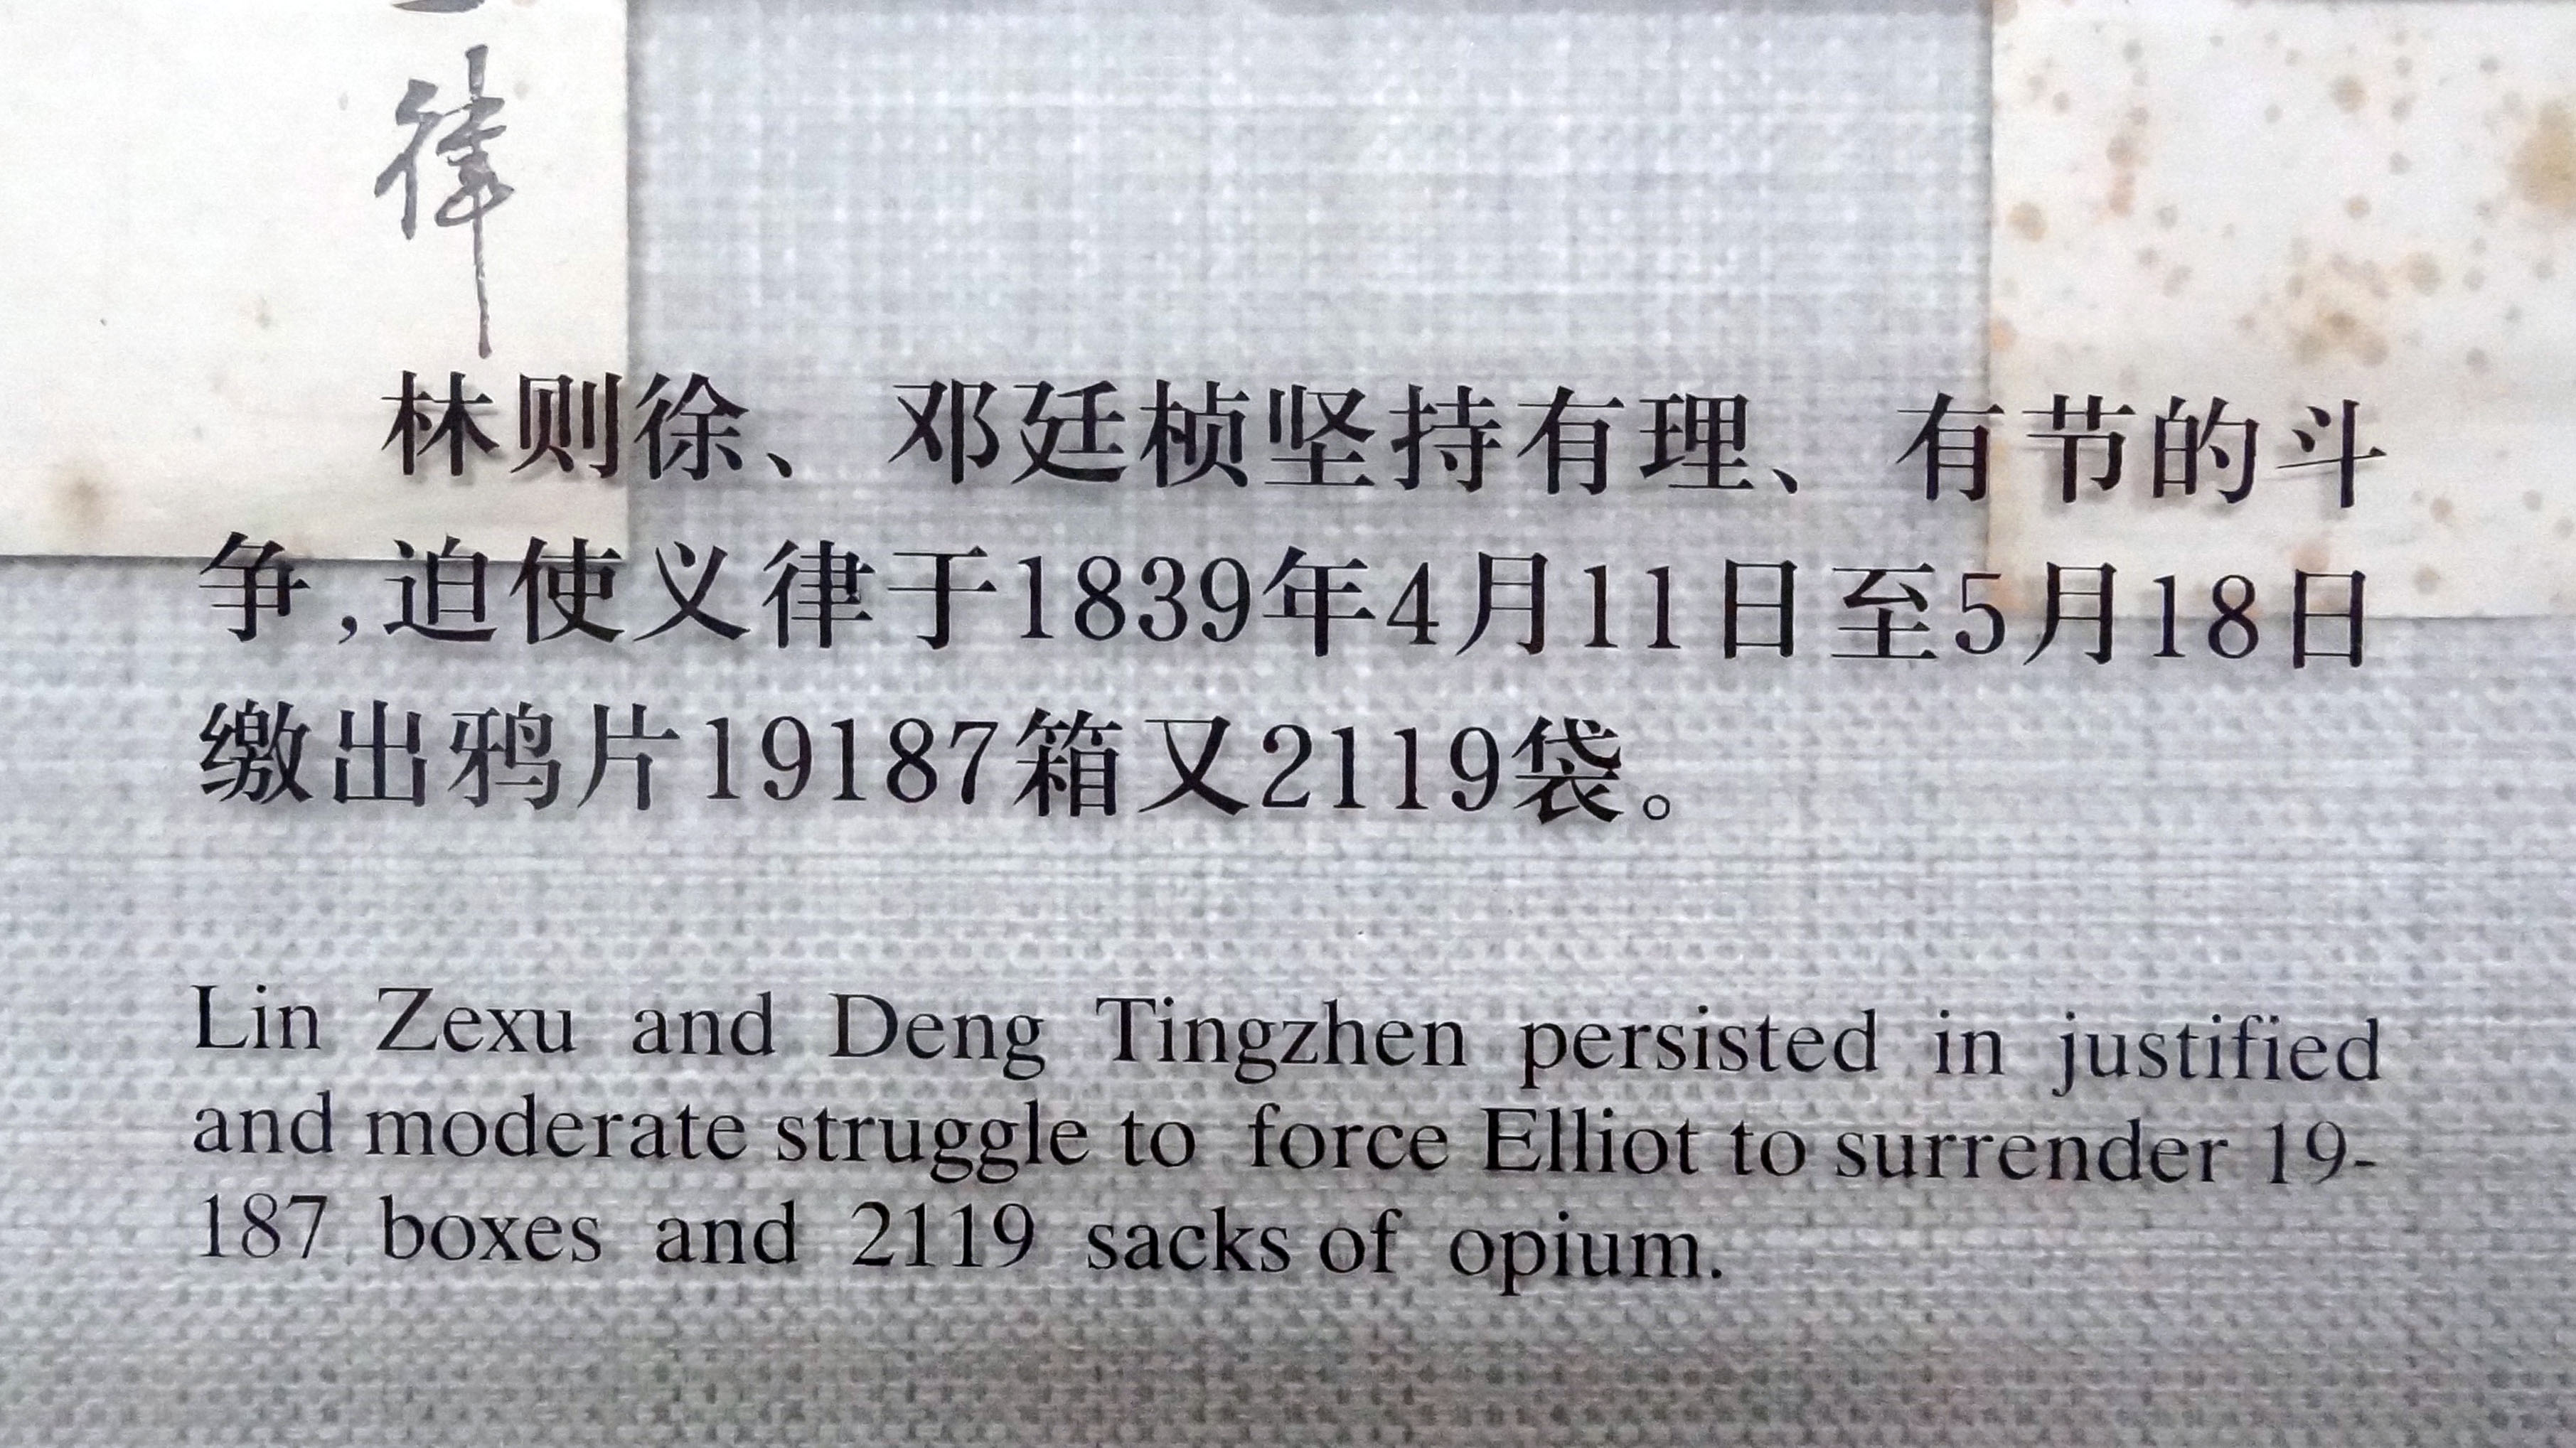 律
林则徐、邓廷桢坚持有理、有节的斗
争,迫使义律于1839年4月11日至5月18日
缴出鸦片19187箱又2119袋。
Lin Zexu and Deng Tingzhen persisted in justified
and moderate struggle to force Elliot to surrender 19-
187 boxes and 2119 sacks of opium.